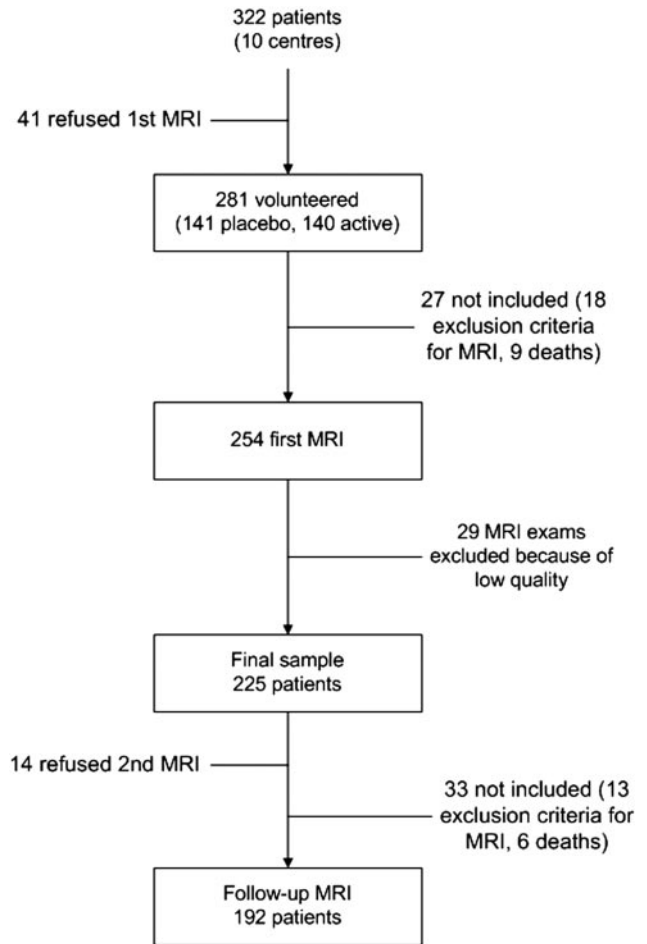 322 patients
(10 centres)
41 refused 1st MRI
281 volunteered
(141 placebo, 140 active)
27 not included (18
exclusion criteria
for MRI, 9 deaths)
254 first MRI
29 MRI exams
excluded because of
low quality
Final sample
225 patients
14 refused 2nd MRI
33 not included (13
exclusion criteria for
MRI, 6 deaths)
Follow-up MRI
192 patients